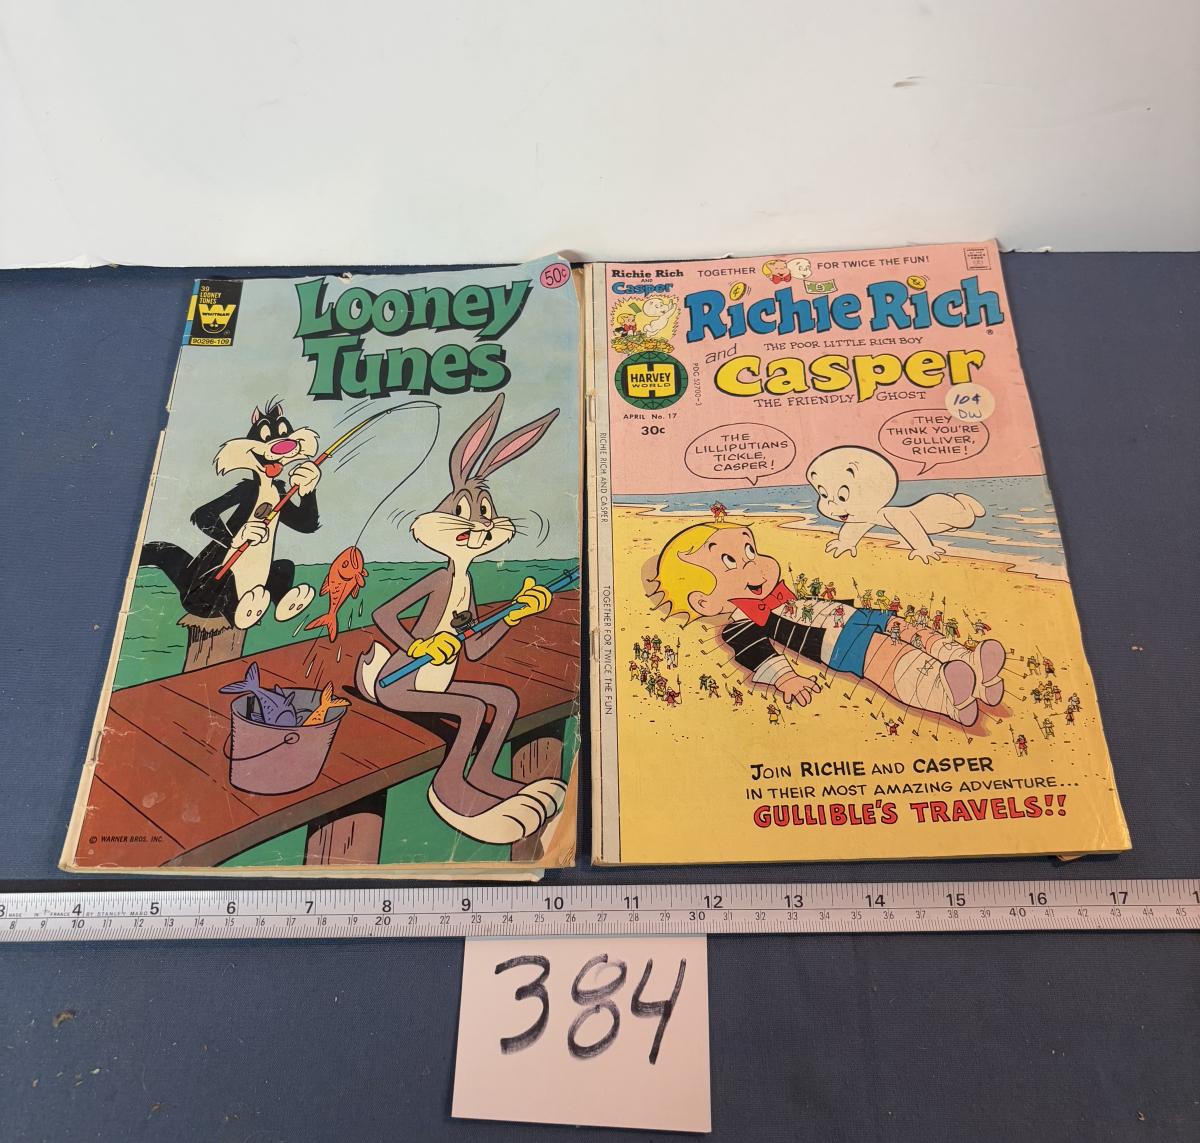 39
LOONEY
TUNES
W
WHITMAN
90296-109
50¢
Looney
Tunes
© WARNER BROS. INC.
Richie Rich
AND
Casper
TOGETHER FOR TWICE THE FUN!
RICHIE RICH
®
THE POOR LITTLE RICH BOY
and
Casper
THE FRIENDLY GHOST
H
HARVEY
WORLD
APRIL No. 17
30c
10¢
DW
THE
LILLIPUTIANS
TICKLE,
CASPER!
THEY
THINK YOU'RE
GULLIVER,
RICHIE!
RICHIE RICH AND CASPER
TOGETHER FOR TWICE THE FUN
JOIN RICHIE AND CASPER
IN THEIR MOST AMAZING ADVENTURE...
GULLIBLE'S TRAVELS!!
3 4 5 6 7 8 9 10 11 12 13 14 15 16 17 1
384